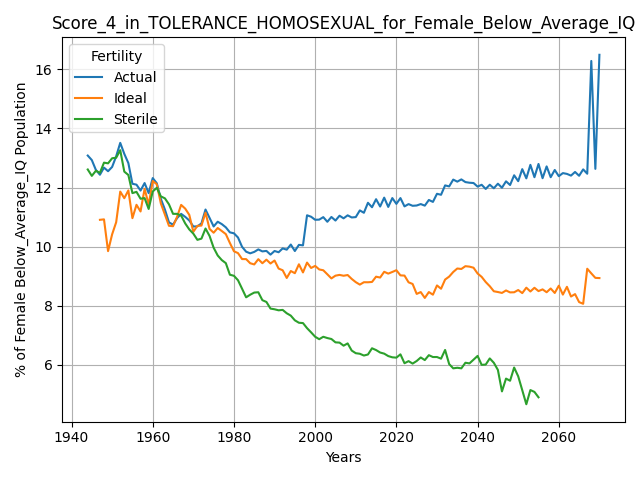 Score_4_in_TOLERANCE_HOMOSEXUAL_for_Female_Below_Average_IQ
Fertility
Actual
Ideal
Sterile
% of Female Below_Average_IQ Population
16
14
12
10
8
6
1940
1960
1980
2000
2020
2040
2060
Years